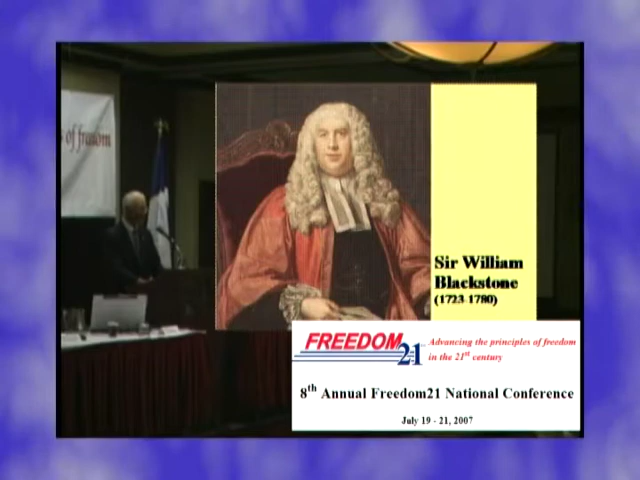 of freedom
Sir William
Blackstone
(1723-1780)
FREEDOM 21
Advancing the principles of freedom
in the 21st century
8th Annual Freedom21 National Conference
July 19 - 21, 2007